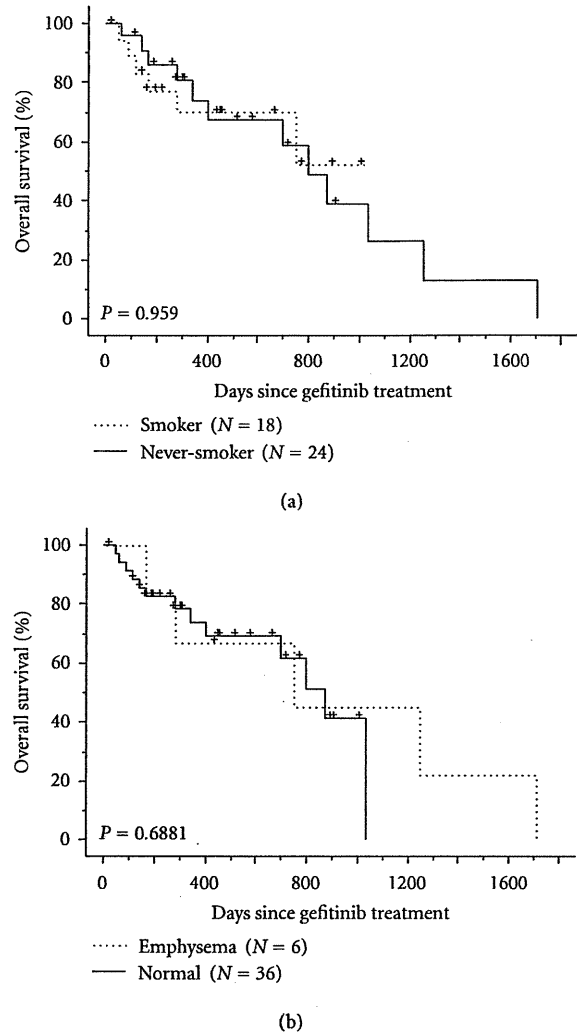 100
80
60
40
20
0
Overall survival (%)
P = 0.959
0 400 800 1200 1600
Days since gefitinib treatment
Smoker (N = 18)
Never-smoker (N = 24)
(a)
100
80
60
40
20
0
Overall survival (%)
P = 0.6881
0 400 800 1200 1600
Days since gefitinib treatment
Emphysema (N = 6)
Normal (N = 36)
(b)